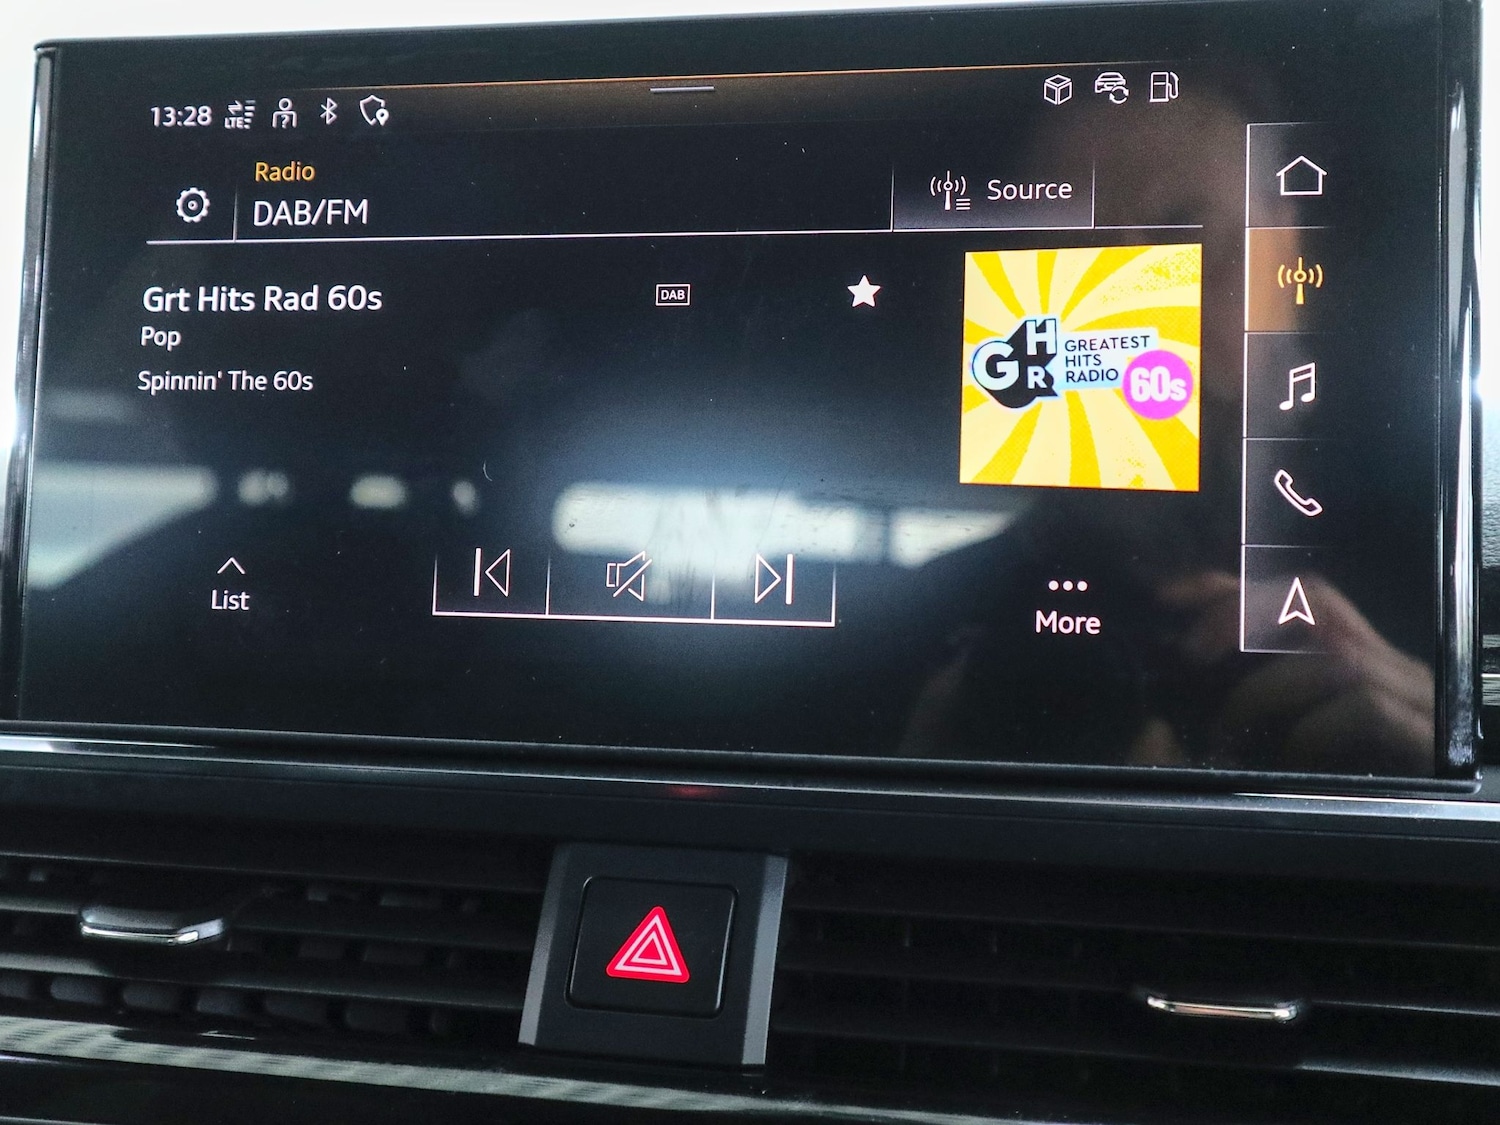 13:28
LTE
Radio
DAB/FM
Source
Grt Hits Rad 60s
DAB
Pop
Spinnin' The 60s
GHR
GREATEST
HITS
RADIO
60s
List
More